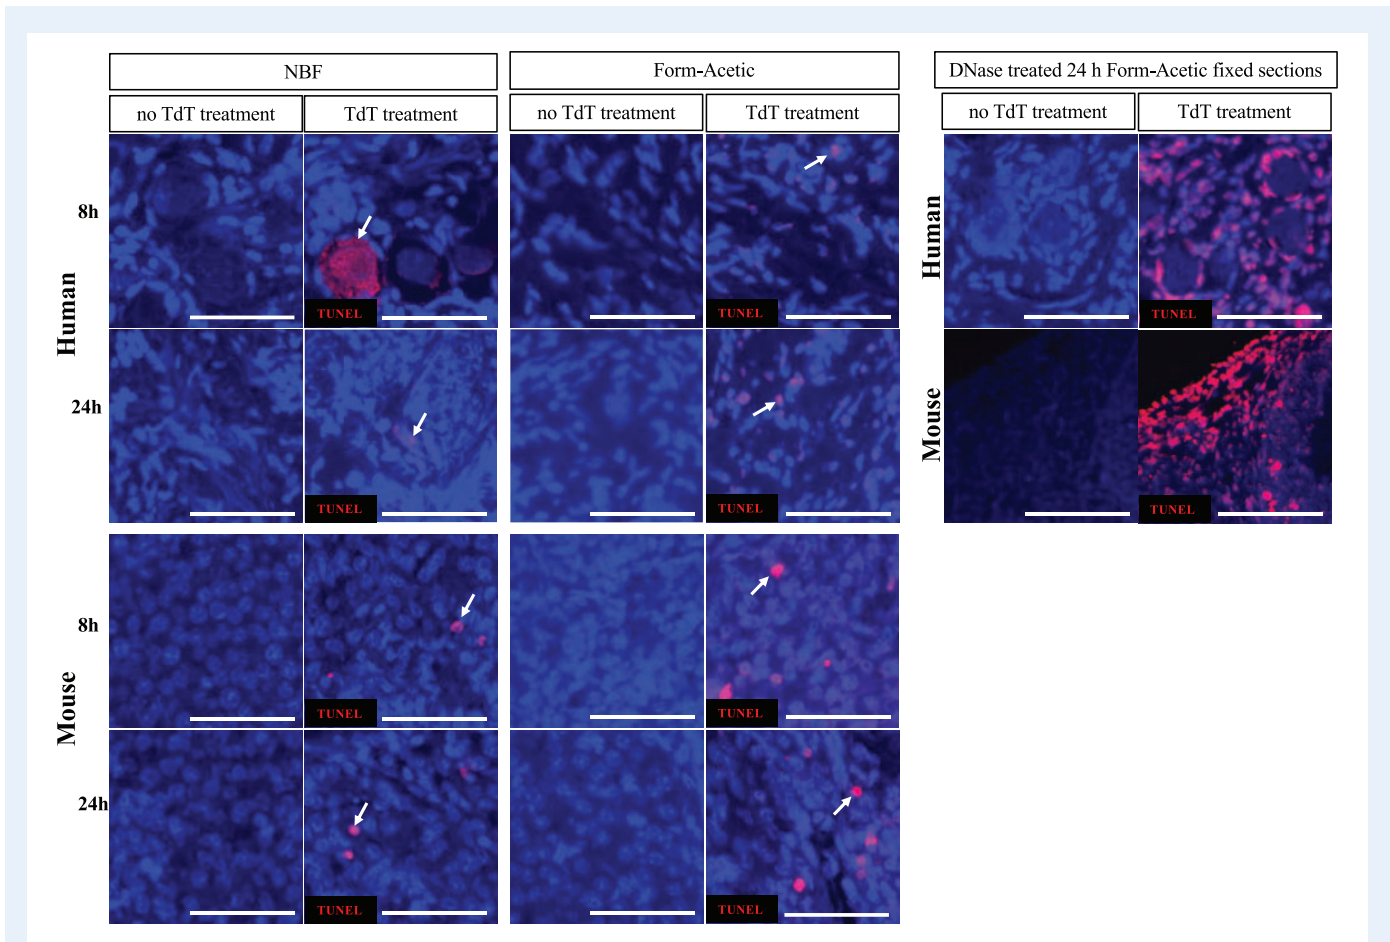 NBF
Form-Acetic
DNase treated 24 h Form-Acetic fixed sections
no TdT treatment
TdT treatment
no TdT treatment
TdT treatment
no TdT treatment
TdT treatment
Human
8h
TUNEL
TUNEL
24h
TUNEL
TUNEL
Mouse
8h
TUNEL
TUNEL
24h
TUNEL
TUNEL
Human
TUNEL
Mouse
TUNEL